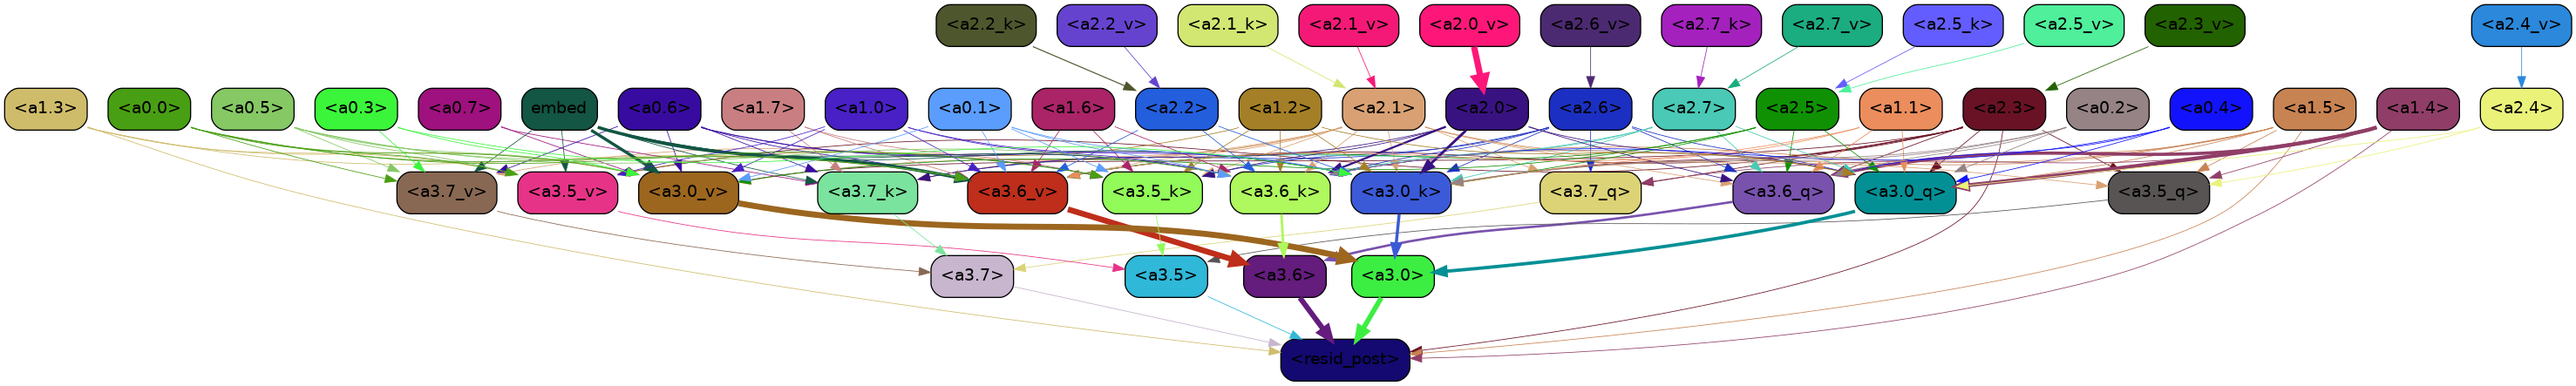 <a2.2_k> <a2.2_v> <a2.1_k> <a2.1_v> <a2.0_v> <a2.6_v> <a2.7_k> <a2.7_v> <a2.5_k> <a2.5_v> <a2.3_v> <a2.4_v>
<a1.3> <a0.0> <a0.5> <a0.3> <a0.7> embed <a0.6> <a1.7> <a1.0> <a0.1> <a1.6> <a2.2> <a1.2> <a2.1> <a2.0> <a2.6> <a2.7> <a2.5> <a1.1> <a2.3> <a0.2> <a0.4> <a1.5> <a1.4> <a2.4>
<a3.7_v> <a3.5_v> <a3.0_v> <a3.7_k> <a3.6_v> <a3.5_k> <a3.6_k> <a3.0_k> <a3.7_q> <a3.6_q> <a3.0_q> <a3.5_q>
<a3.7> <a3.5> <a3.6> <a3.0>
<resid_post>